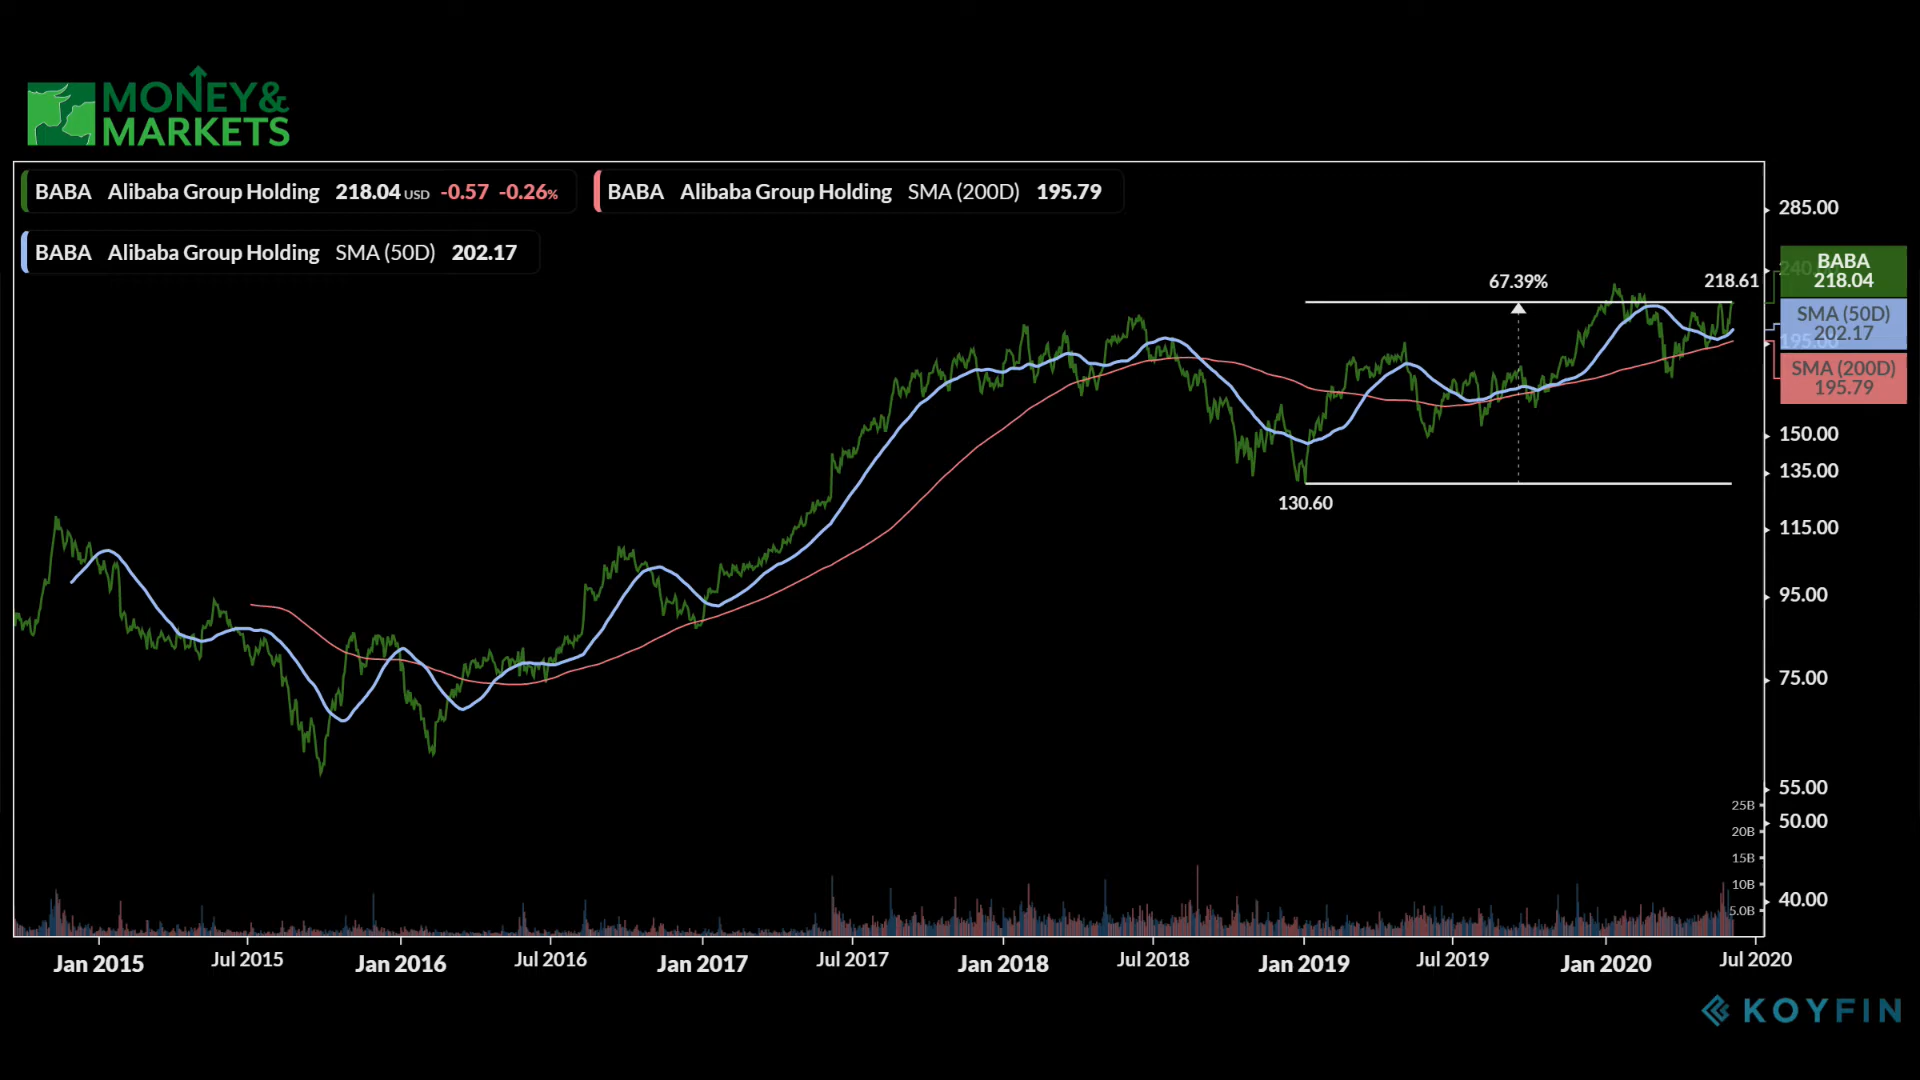 MONEY&
MARKETS
BABA Alibaba Group Holding 218.04 USD -0.57 -0.26%
BABA Alibaba Group Holding SMA (200D) 195.79
BABA Alibaba Group Holding SMA (50D) 202.17
285.00
240
BABA
218.04
67.39%
218.61
SMA (50D)
202.17
195.00
SMA (200D)
195.79
150.00
135.00
130.60
115.00
95.00
75.00
55.00
25B
50.00
20B
15B
10B
40.00
5.0B
Jan 2015 Jul 2015 Jan 2016 Jul 2016 Jan 2017 Jul 2017 Jan 2018 Jul 2018 Jan 2019 Jul 2019 Jan 2020 Jul 2020
KOYFIN